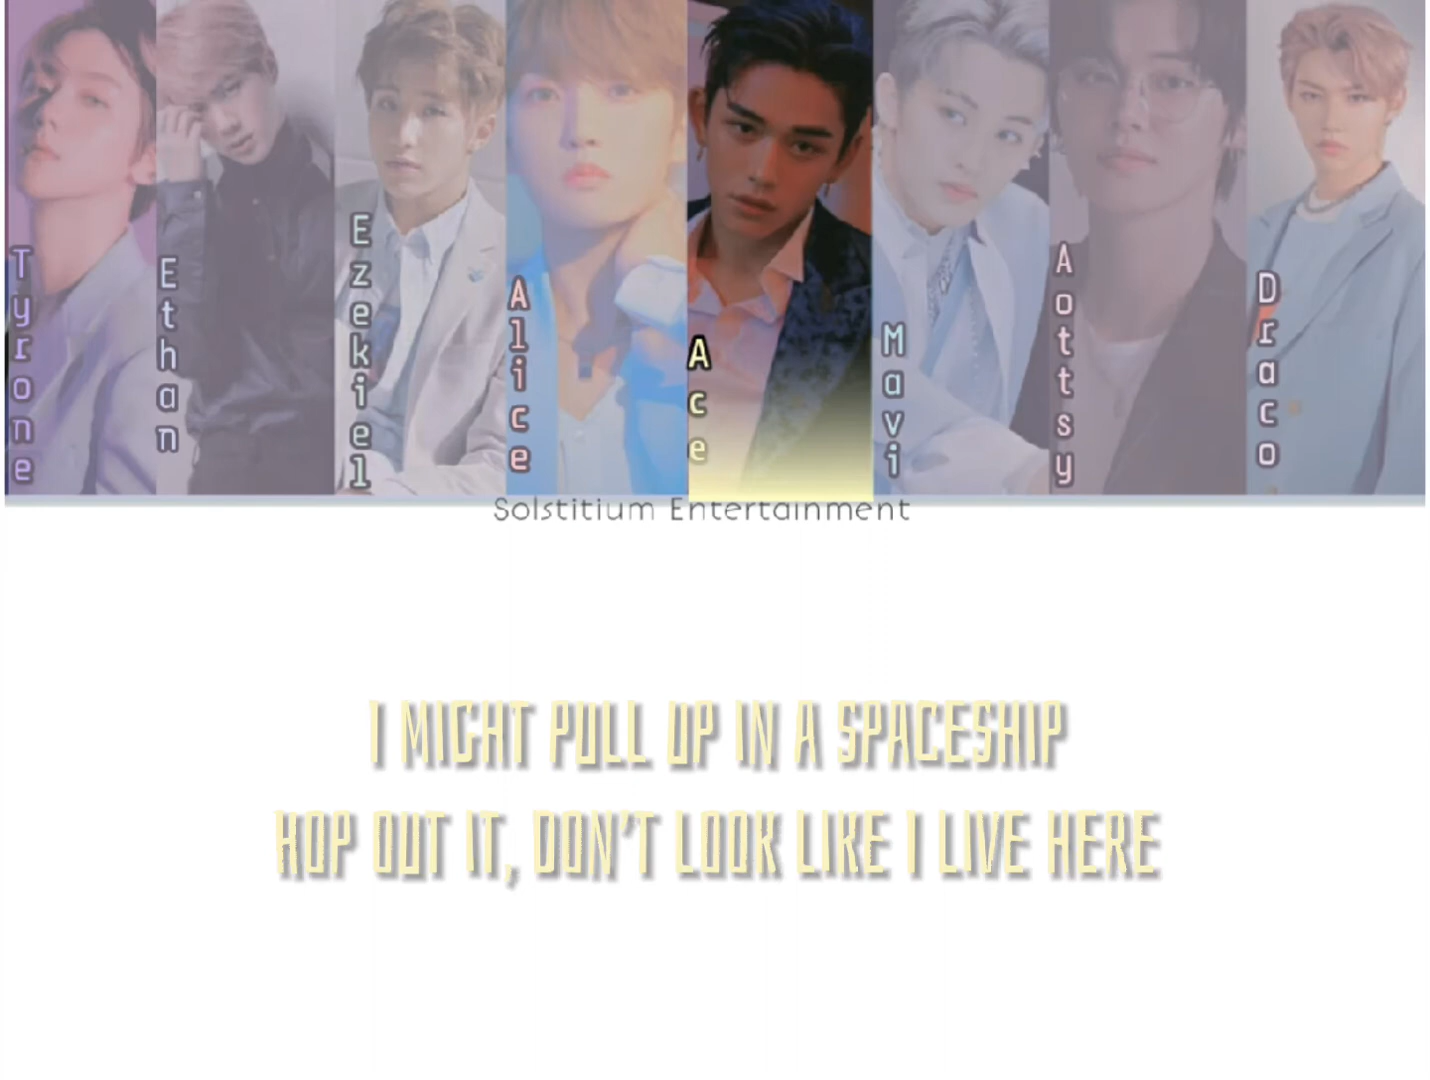 Tyrone
Ethan
Ezekiel
Alice
Ace
Mavi
Aottsy
Draco
Solstitium Entertainment
I MIGHT PULL UP IN A SPACESHIP
HOP OUT IT, DON'T LOOK LIKE I LIVE HERE